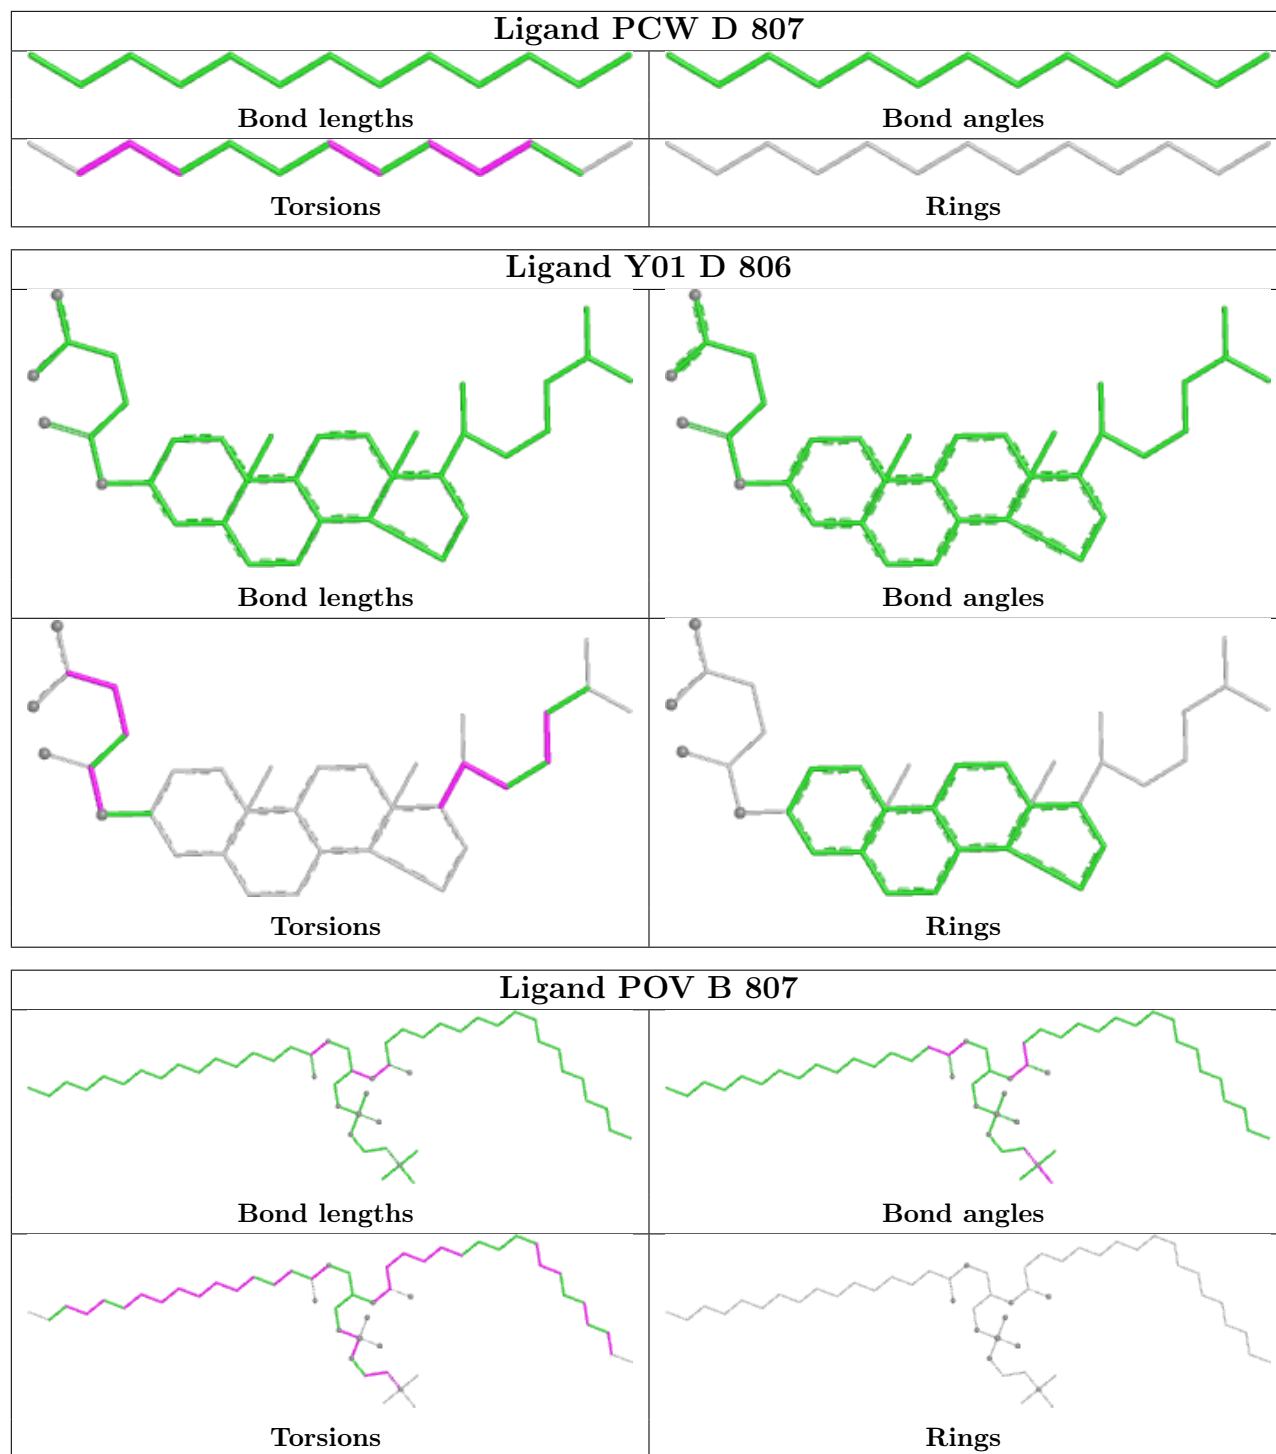 Ligand PCW D 807
Bond lengths
Bond angles
Torsions
Rings
Ligand Y01 D 806
Bond lengths
Bond angles
Torsions
Rings
Ligand POV B 807
Bond lengths
Bond angles
Torsions
Rings